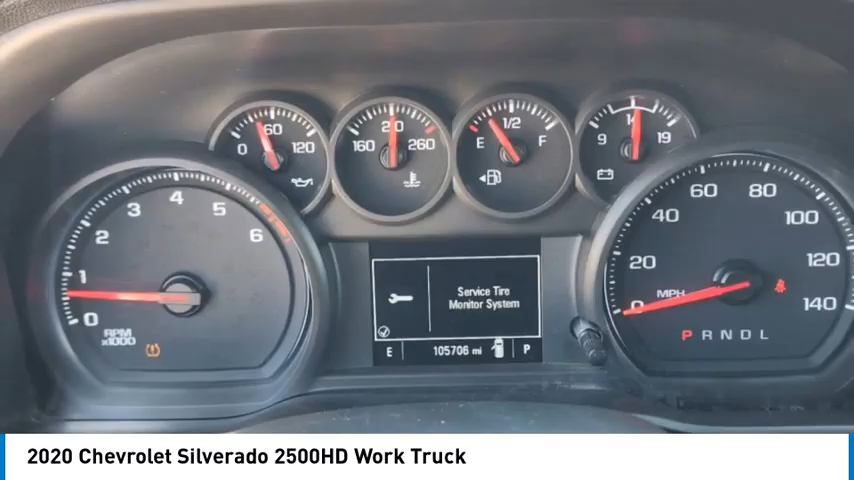 0 60 120
160 210 260
E 1/2 F
9 14 19
0 1 2 3 4 5 6
RPM
x1000
Service Tire
Monitor System
E 105706 mi P
0 20 40 60 80 100 120 140
MPH
P R N D L
2020 Chevrolet Silverado 2500HD Work Truck